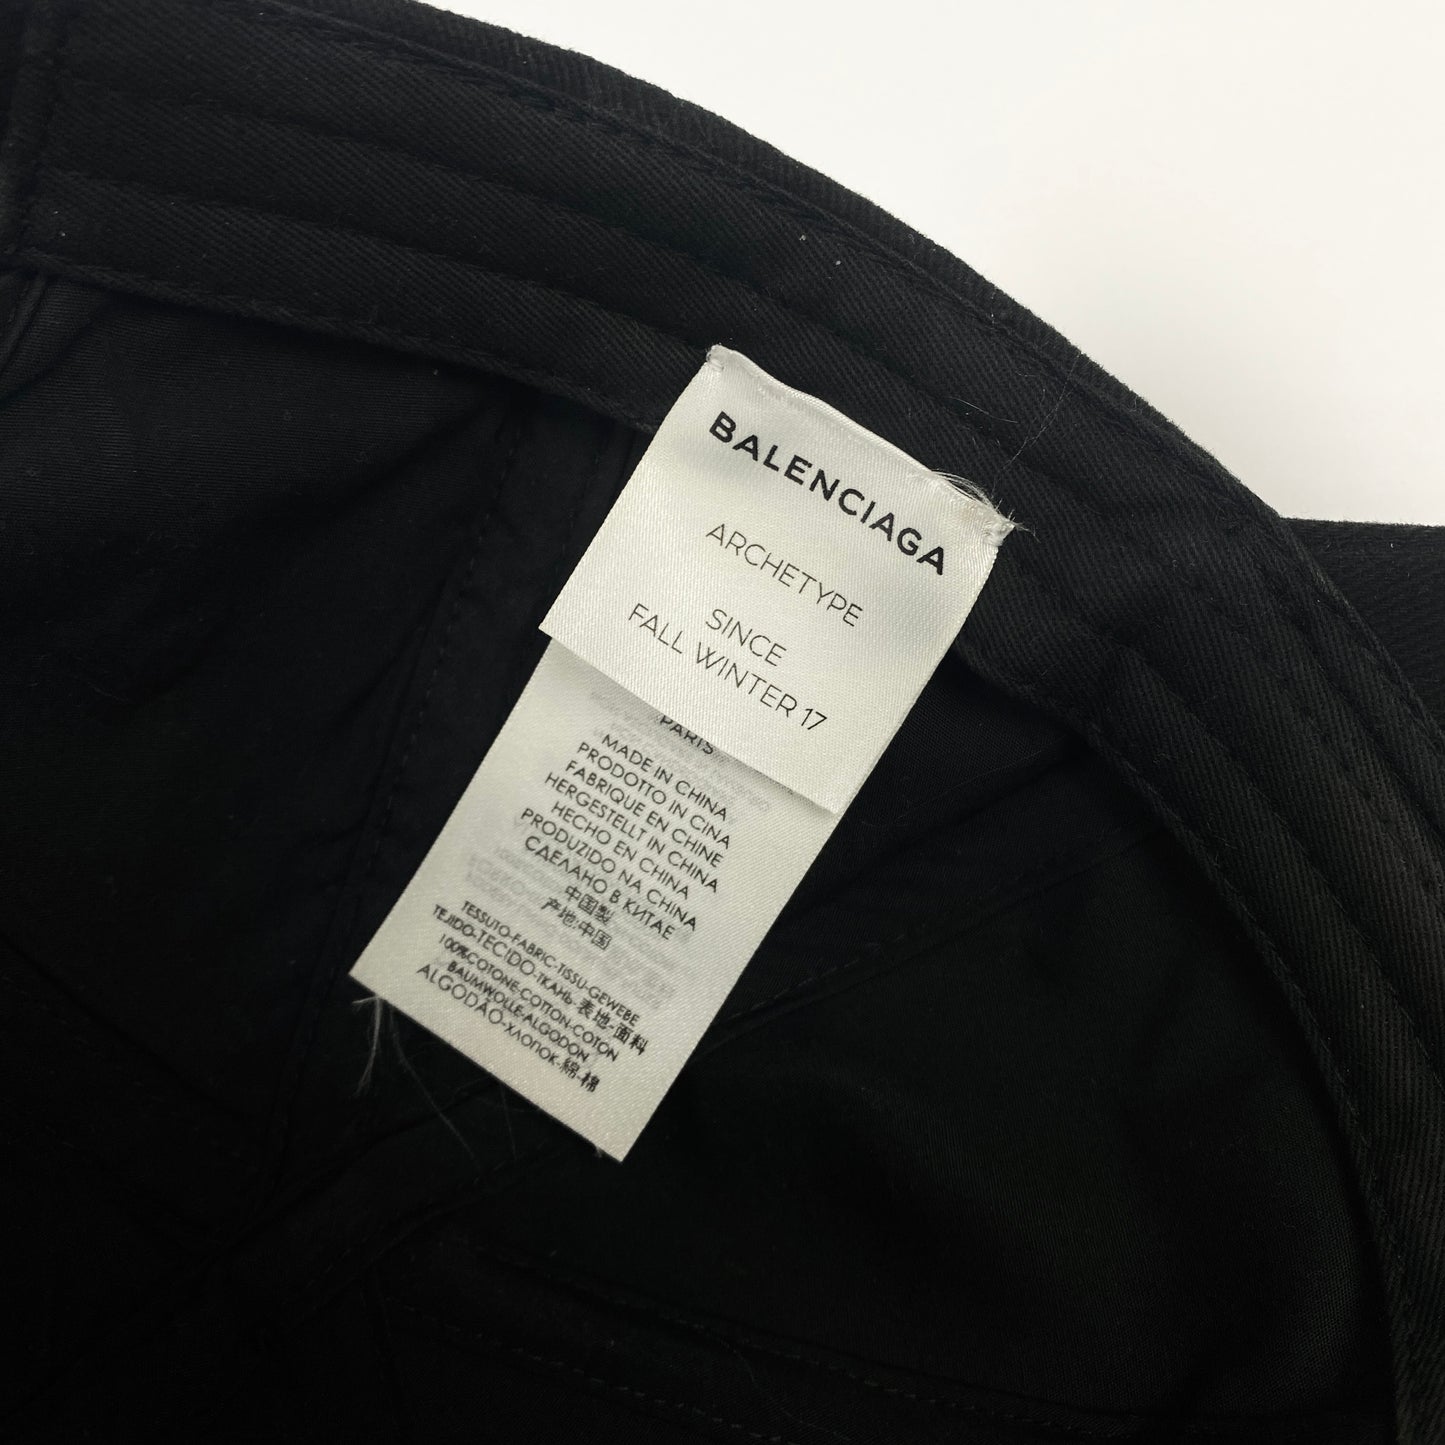 BALENCIAGA
ARCHETYPE
SINCE
FALL WINTER 17
PARIS
MADE IN CHINA
PRODOTTO IN CINA
FABRIQUE EN CHINE
HERGESTELLT IN CHINA
HECHO EN CHINA
PRODUZIDO NA CHINA
СДЕЛАНО В КИТАЕ
中国製
产地:中国
TESSUTO-FABRIC-TISSU-GEWEBE
TEJIDO-TECIDO-ТКАНЬ-表地-面料
100%COTONE-COTTON-COTON
BAUMWOLLE-ALGODON
ALGODÃO-ХЛОПОК-綿-棉